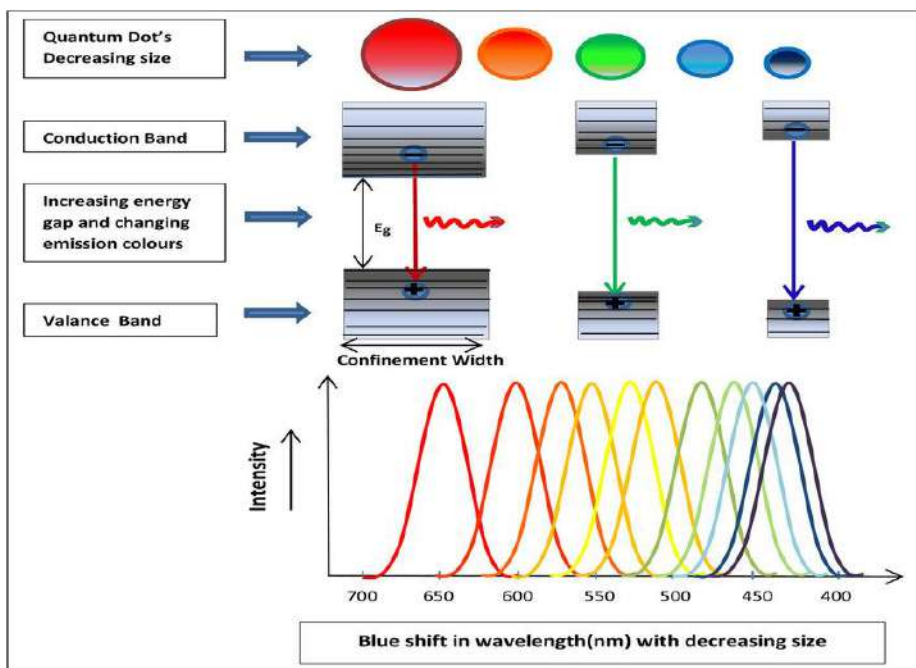 Quantum Dot's
Decreasing size
Conduction Band
Increasing energy
gap and changing
emission colours
Eg
Valance Band
Confinement Width
Intensity
700 650 600 550 500 450 400
Blue shift in wavelength(nm) with decreasing size